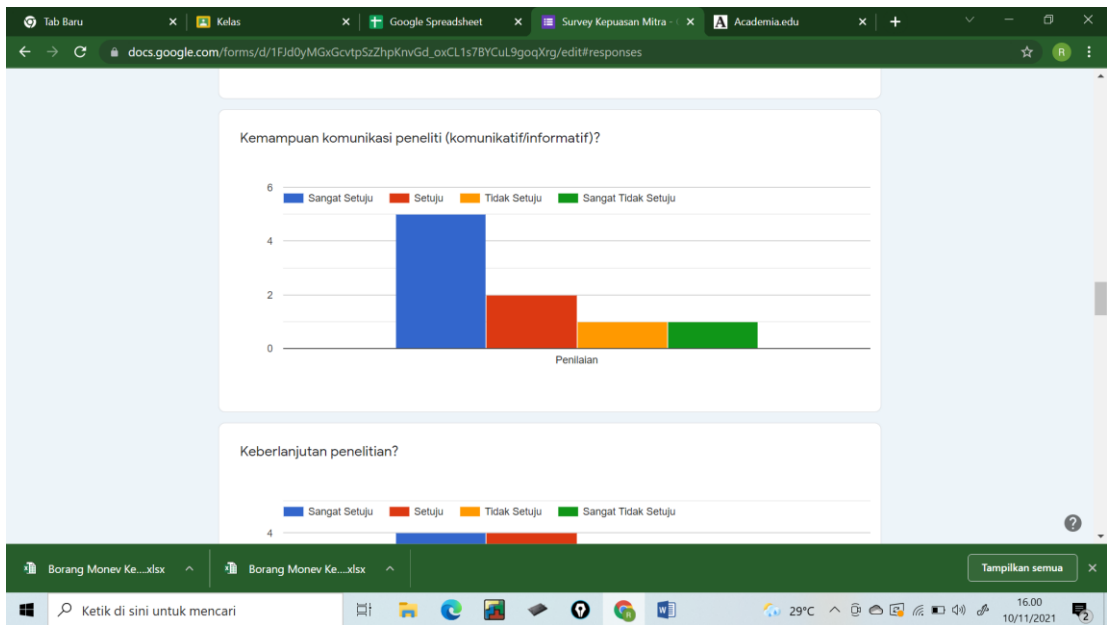 Tab Baru
Kelas
Google Spreadsheet
Survey Kepuasan Mitra - G
Academia.edu
docs.google.com/forms/d/1FJd0yMGxGcvtpSzZhpKnvGd_oxCL1s7BYCuL9goqXrg/edit#responses
R
Kemampuan komunikasi peneliti (komunikatif/informatif)?
6
Sangat Setuju Setuju Tidak Setuju Sangat Tidak Setuju
4
2
0
Penilaian
Keberlanjutan penelitian?
Sangat Setuju Setuju Tidak Setuju Sangat Tidak Setuju
4
Borang Monev Ke....xlsx
Borang Monev Ke....xlsx
Tampilkan semua
Ketik di sini untuk mencari
29°C
16.00
10/11/2021
2